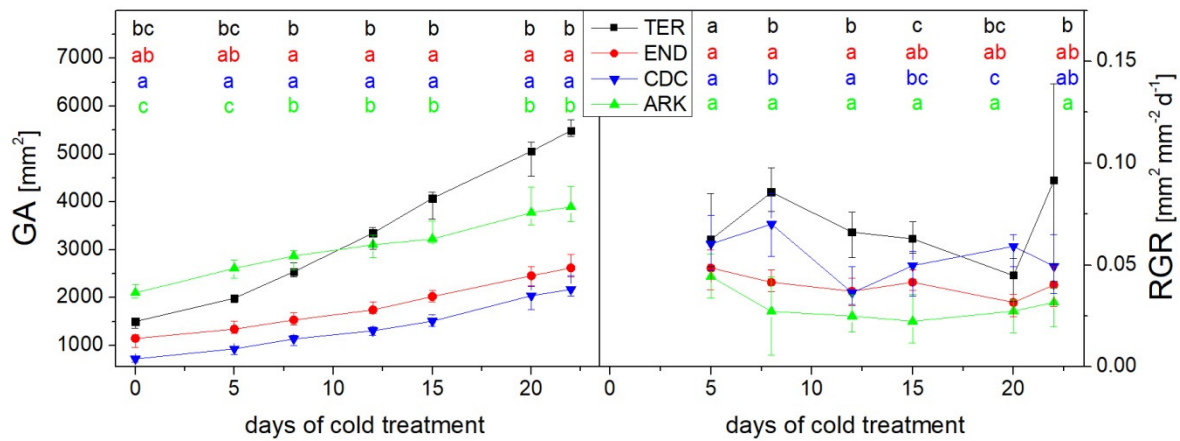 bc bc b b b b b
ab ab a a a a a
a a a a a a a
c c b b b b b
TER
END
CDC
ARK
a b b c bc b
a a a ab ab ab
a b a bc c ab
a a a a a a
7000
6000
5000
4000
3000
2000
1000
GA [mm²]
0 5 10 15 20
days of cold treatment
0 5 10 15 20
days of cold treatment
0.15
0.10
0.05
0.00
RGR [mm² mm⁻² d⁻¹]